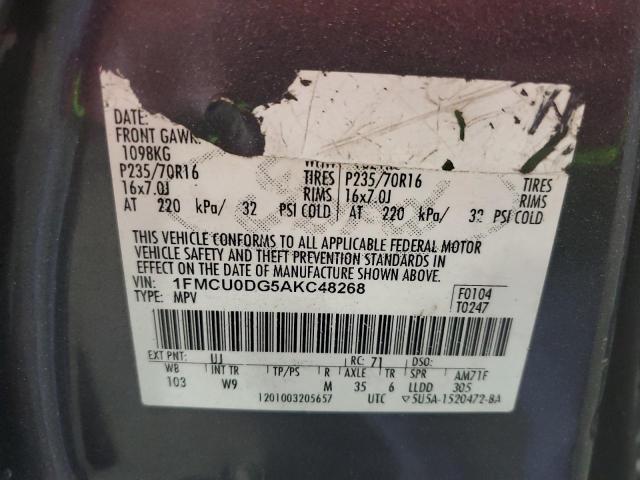 DATE:
FRONT GAWR
1098KG
P235/70R16 TIRES P235/70R16 TIRES
16x7.0J RIMS 16x7.0J RIMS
AT 220 kPa/ 32 PSI COLD AT 220 kPa/ 32 PSI COLD
THIS VEHICLE CONFORMS TO ALL APPLICABLE FEDERAL MOTOR
VEHICLE SAFETY AND THEFT PREVENTION STANDARDS IN
EFFECT ON THE DATE OF MANUFACTURE SHOWN ABOVE.
VIN: 1FMCU0DG5AKC48268 F0104
TYPE: MPV T0247
EXT PNT: UJ RC: 71 DSO:
WB INT TR TP/PS R AXLE TR SPR AM71F
103 W9 M 35 6 LLDD 305
1201003205657 UTC ▽5U5A-1520472-BA